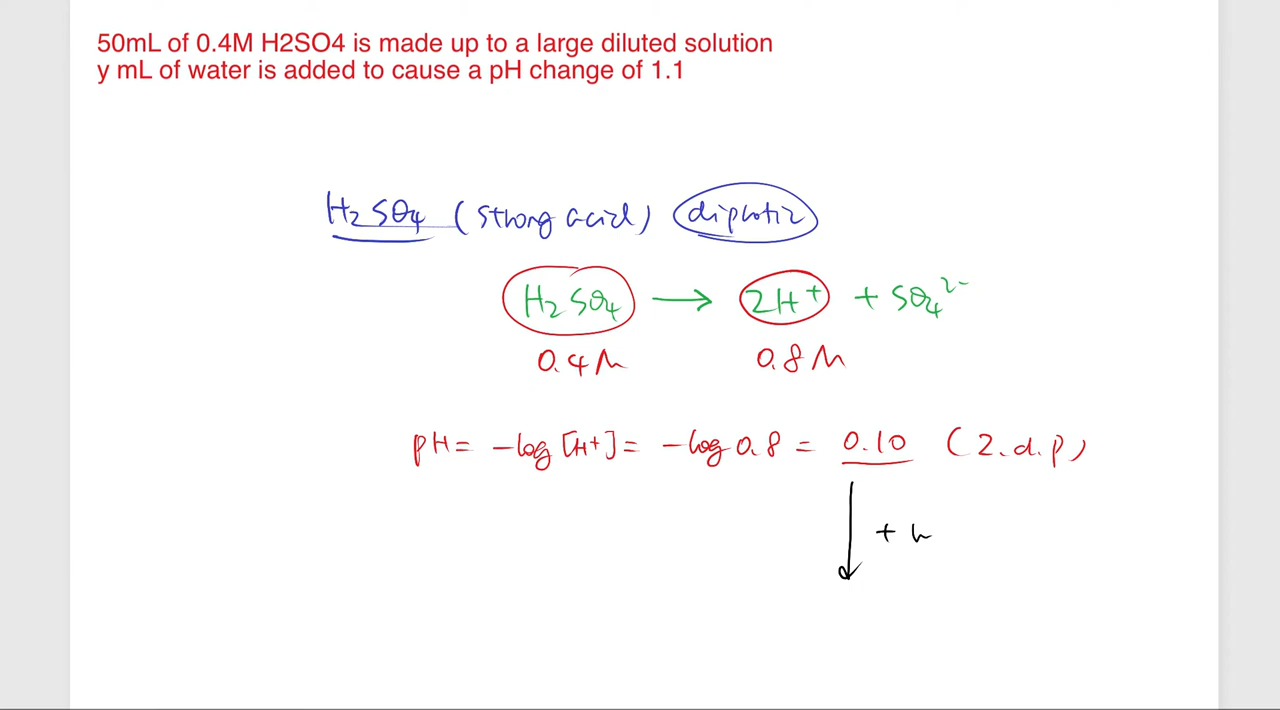 50mL of 0.4M H2SO4 is made up to a large diluted solution
y mL of water is added to cause a pH change of 1.1
H₂SO₄ (strong acid) diprotic
H₂SO₄ → 2H⁺ + SO₄²⁻
0.4M 0.8M
pH = -log[H⁺] = -log 0.8 = 0.10 (2.d.p)
+